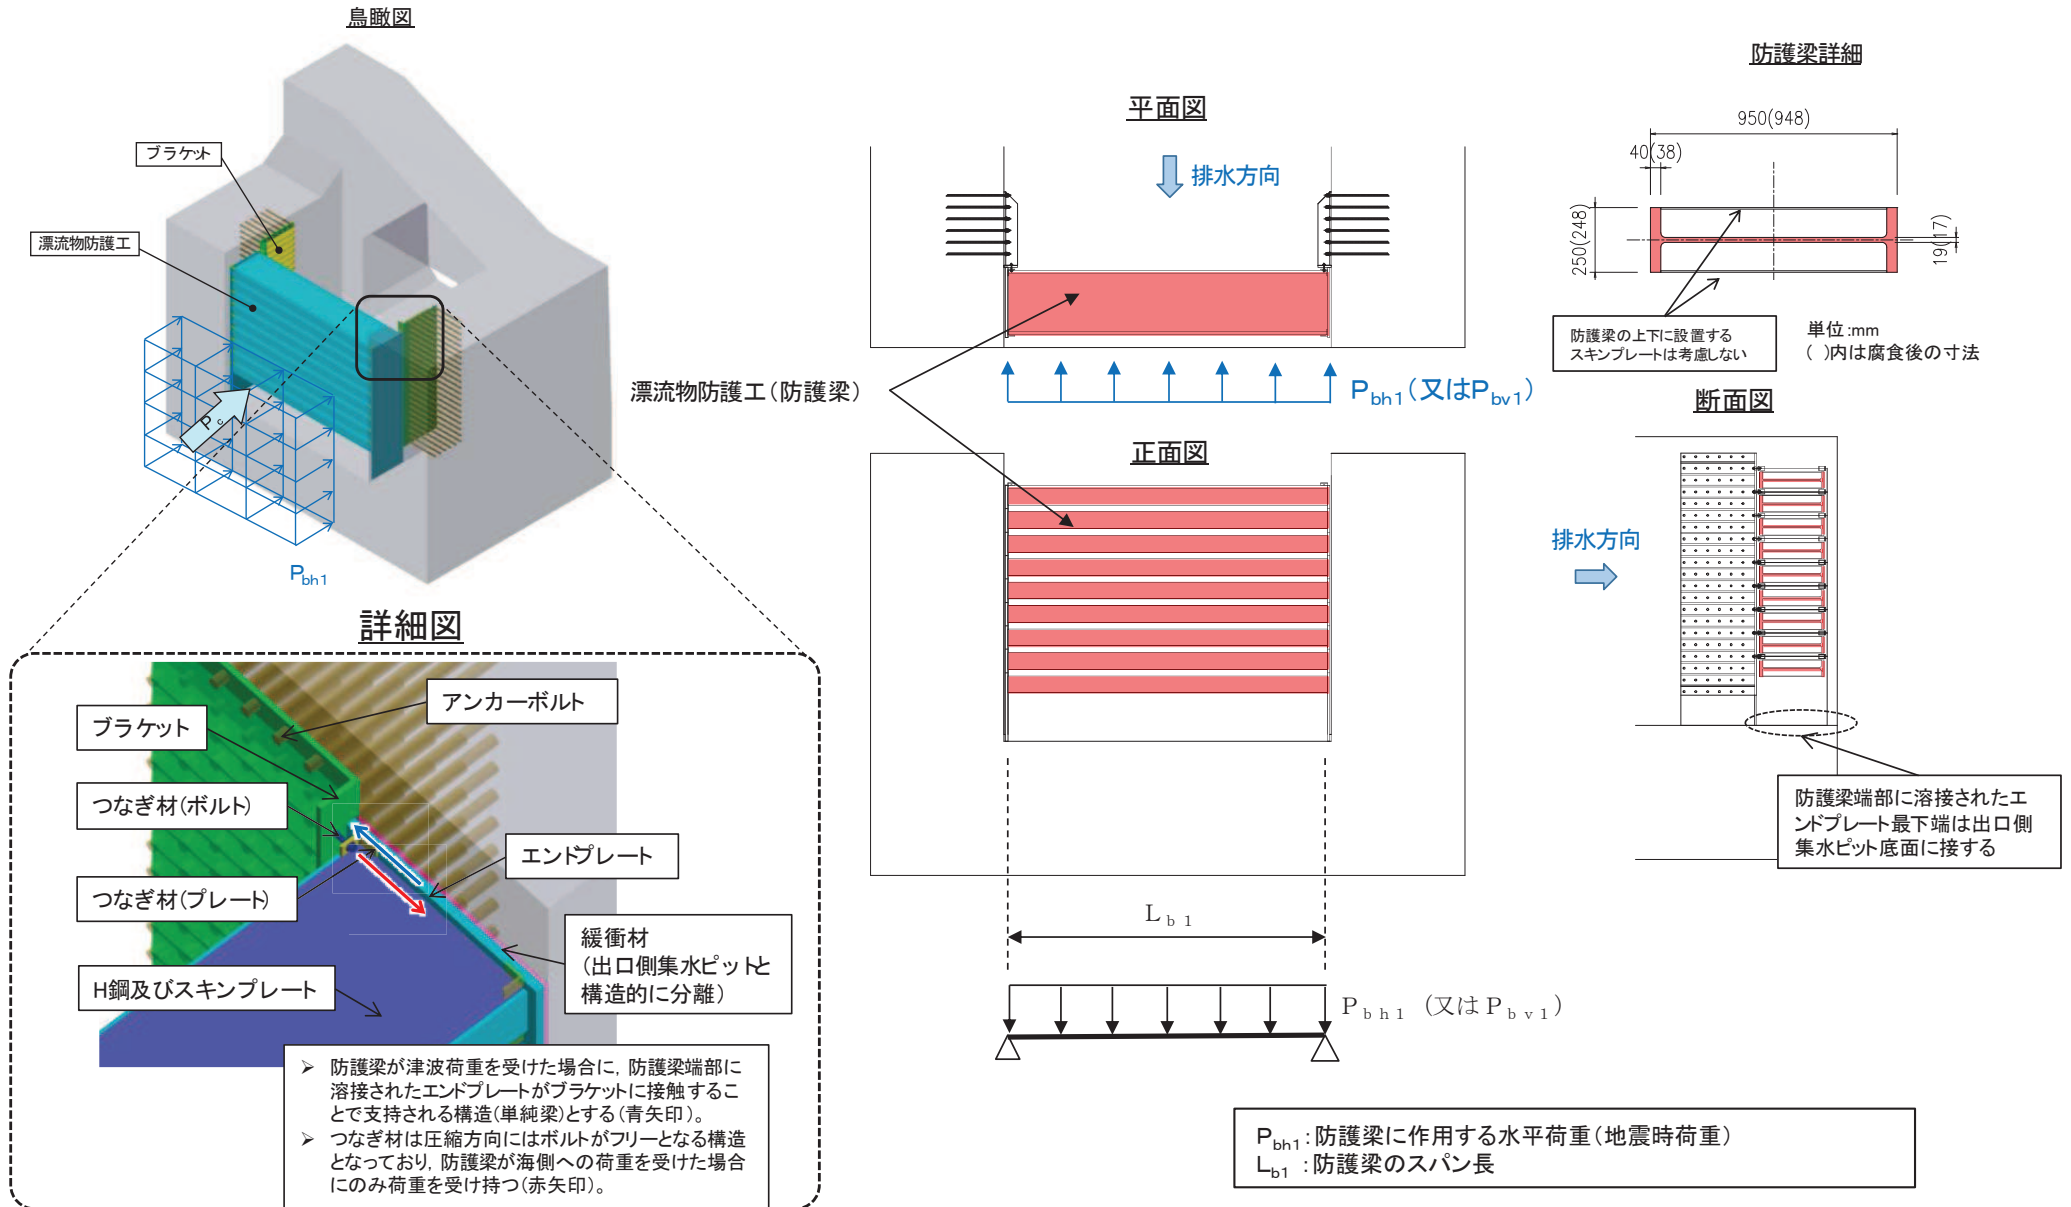 鳥瞰図
ブラケット
漂流物防護工
Pc
Pbh1
平面図
排水方向
漂流物防護工(防護梁)
Pbh1(又はPbv1)
正面図
Lb1
Pbh1 (又はPbv1)
防護梁詳細
950(948)
40(38)
250(248)
19(17)
防護梁の上下に設置する
スキンプレートは考慮しない
単位:mm
( )内は腐食後の寸法
断面図
排水方向
防護梁端部に溶接されたエ
ンドプレート最下端は出口側
集水ピット底面に接する
詳細図
アンカーボルト
ブラケット
つなぎ材(ボルト)
エンドプレート
つなぎ材(プレート)
緩衝材
(出口側集水ピットと
構造的に分離)
H鋼及びスキンプレート
➢ 防護梁が津波荷重を受けた場合に,防護梁端部に
溶接されたエンドプレートがブラケットに接触するこ
とで支持される構造(単純梁)とする(青矢印)。
➢ つなぎ材は圧縮方向にはボルトがフリーとなる構造
となっており,防護梁が海側への荷重を受けた場合
にのみ荷重を受け持つ(赤矢印)。
Pbh1:防護梁に作用する水平荷重(地震時荷重)
Lb1 :防護梁のスパン長